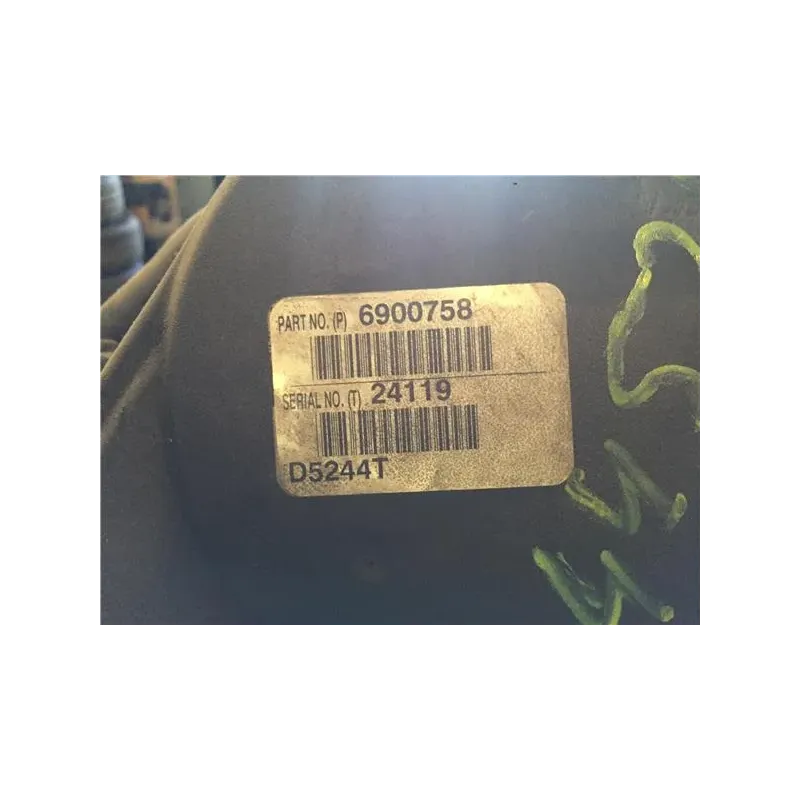 PART NO. (P) 6900758
SERIAL NO. (T) 24119
D5244T